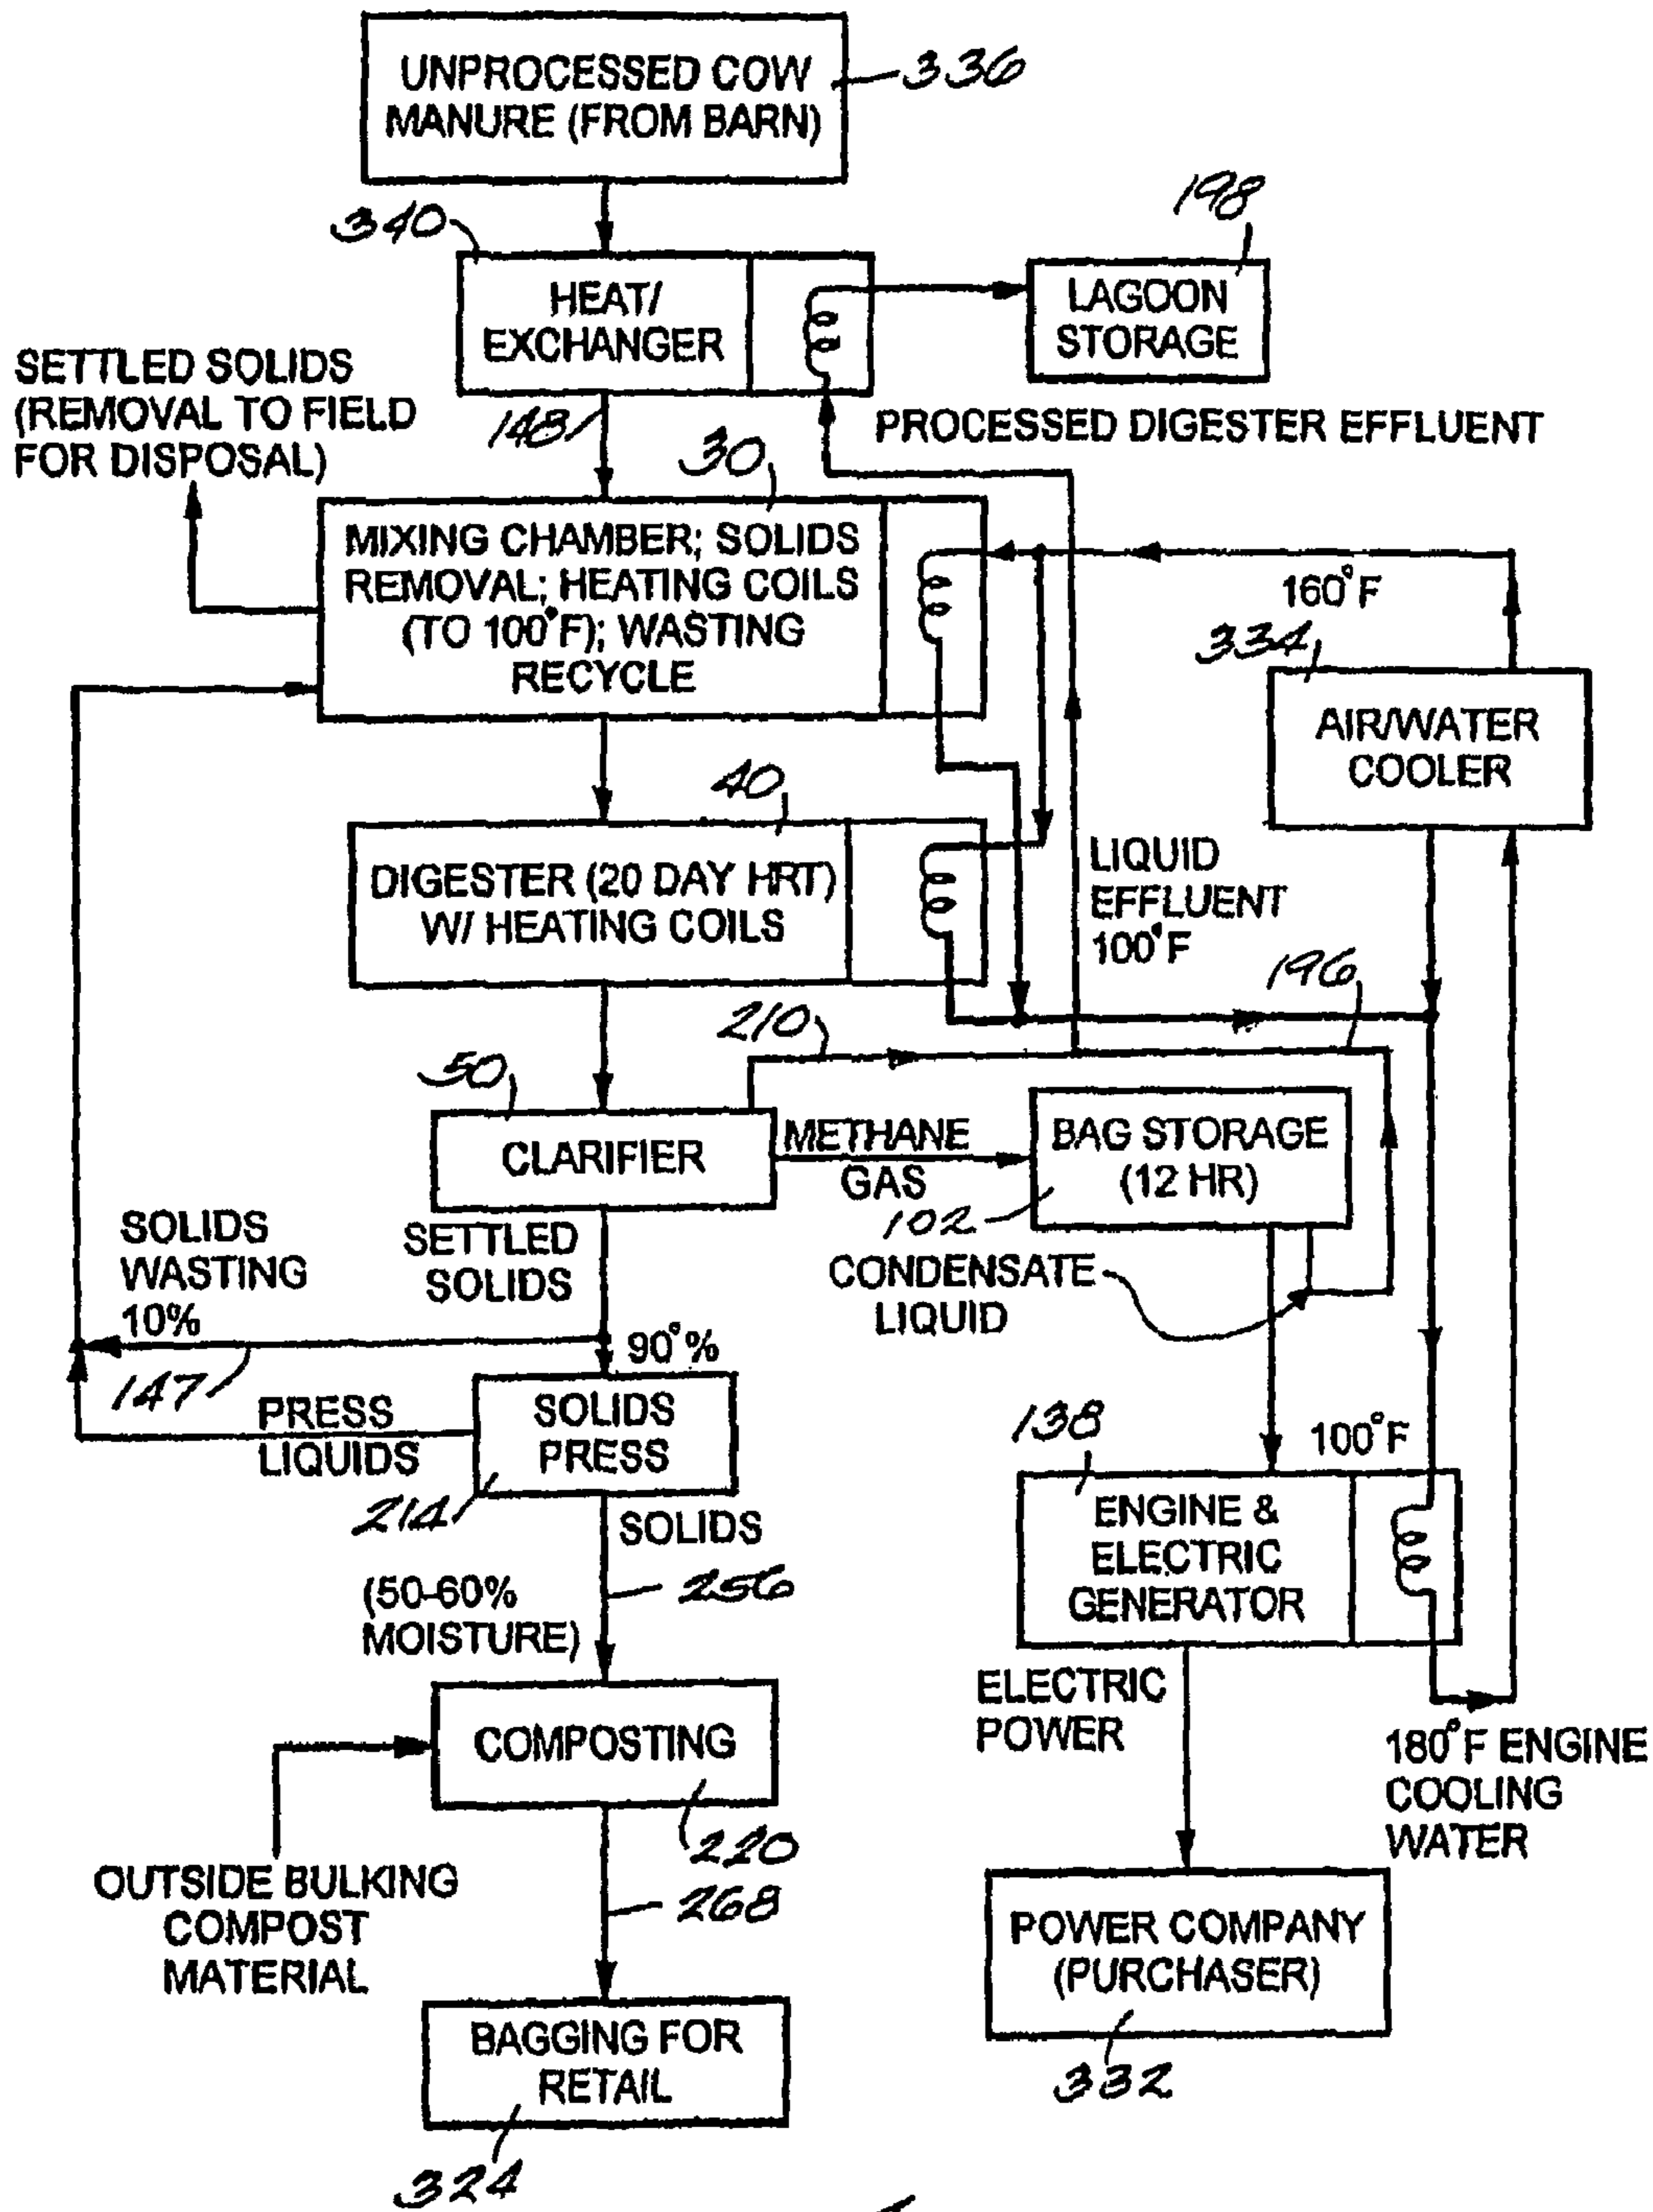 UNPROCESSED COW
MANURE (FROM BARN)
336
340
HEAT/
EXCHANGER
198
LAGOON
STORAGE
SETTLED SOLIDS
(REMOVAL TO FIELD
FOR DISPOSAL)
148
PROCESSED DIGESTER EFFLUENT
30
MIXING CHAMBER; SOLIDS
REMOVAL; HEATING COILS
(TO 100°F); WASTING
RECYCLE
160°F
334
AIR/WATER
COOLER
40
DIGESTER (20 DAY HRT)
W/ HEATING COILS
LIQUID
EFFLUENT
100°F
196
210
50
CLARIFIER
METHANE
GAS
BAG STORAGE
(12 HR)
102
SOLIDS
WASTING
10%
SETTLED
SOLIDS
CONDENSATE
LIQUID
90°%
147
PRESS
LIQUIDS
SOLIDS
PRESS
214
138
100°F
ENGINE &
ELECTRIC
GENERATOR
SOLIDS
256
(50-60%
MOISTURE)
ELECTRIC
POWER
COMPOSTING
180°F ENGINE
COOLING
WATER
220
OUTSIDE BULKING
COMPOST
MATERIAL
268
POWER COMPANY
(PURCHASER)
332
BAGGING FOR
RETAIL
324